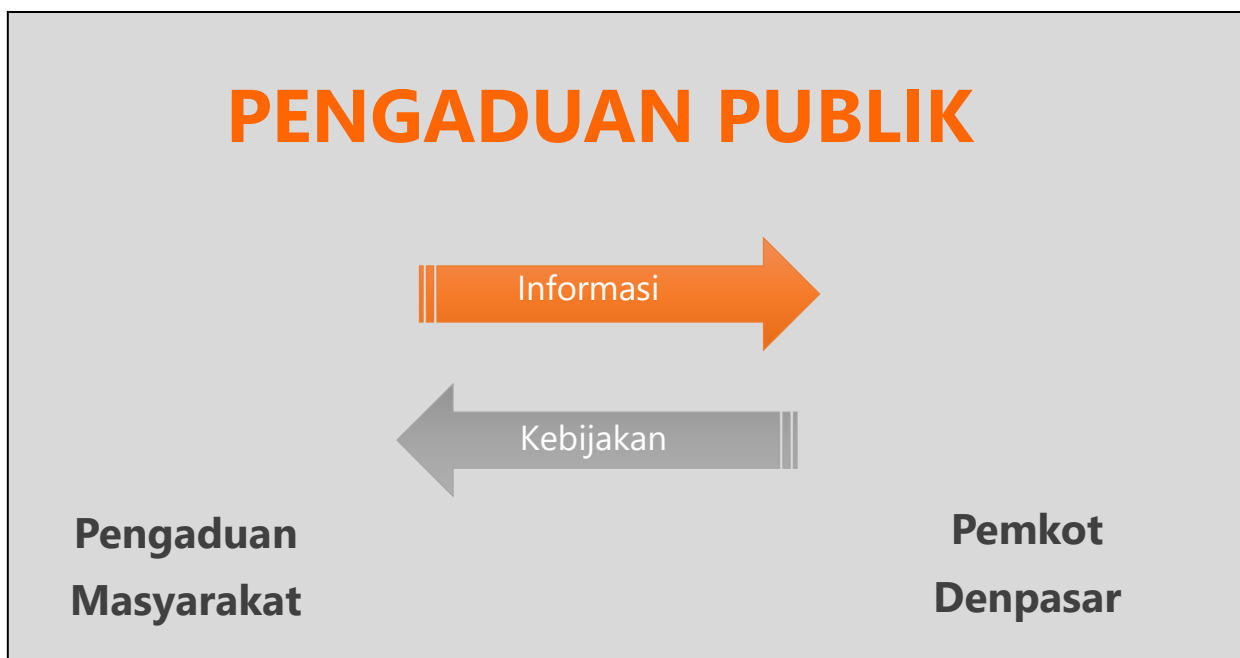 PENGADUAN PUBLIK
Informasi
Kebijakan
Pengaduan
Masyarakat
Pemkot
Denpasar